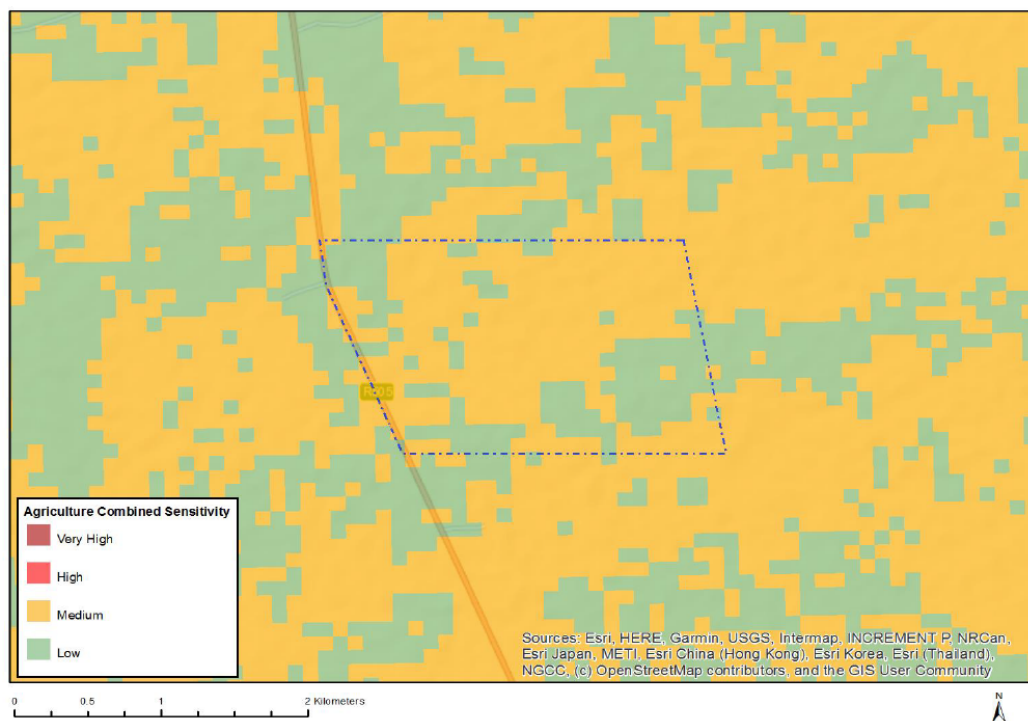 Agriculture Combined Sensitivity
Very High
High
Medium
Low
Sources: Esri, HERE, Garmin, USGS, Intermap, INCREMENT P, NRCan,
Esri Japan, METI, Esri China (Hong Kong), Esri Korea, Esri (Thailand),
NGCC, (c) OpenStreetMap contributors, and the GIS User Community
0 0.5 1 2 Kilometers
N